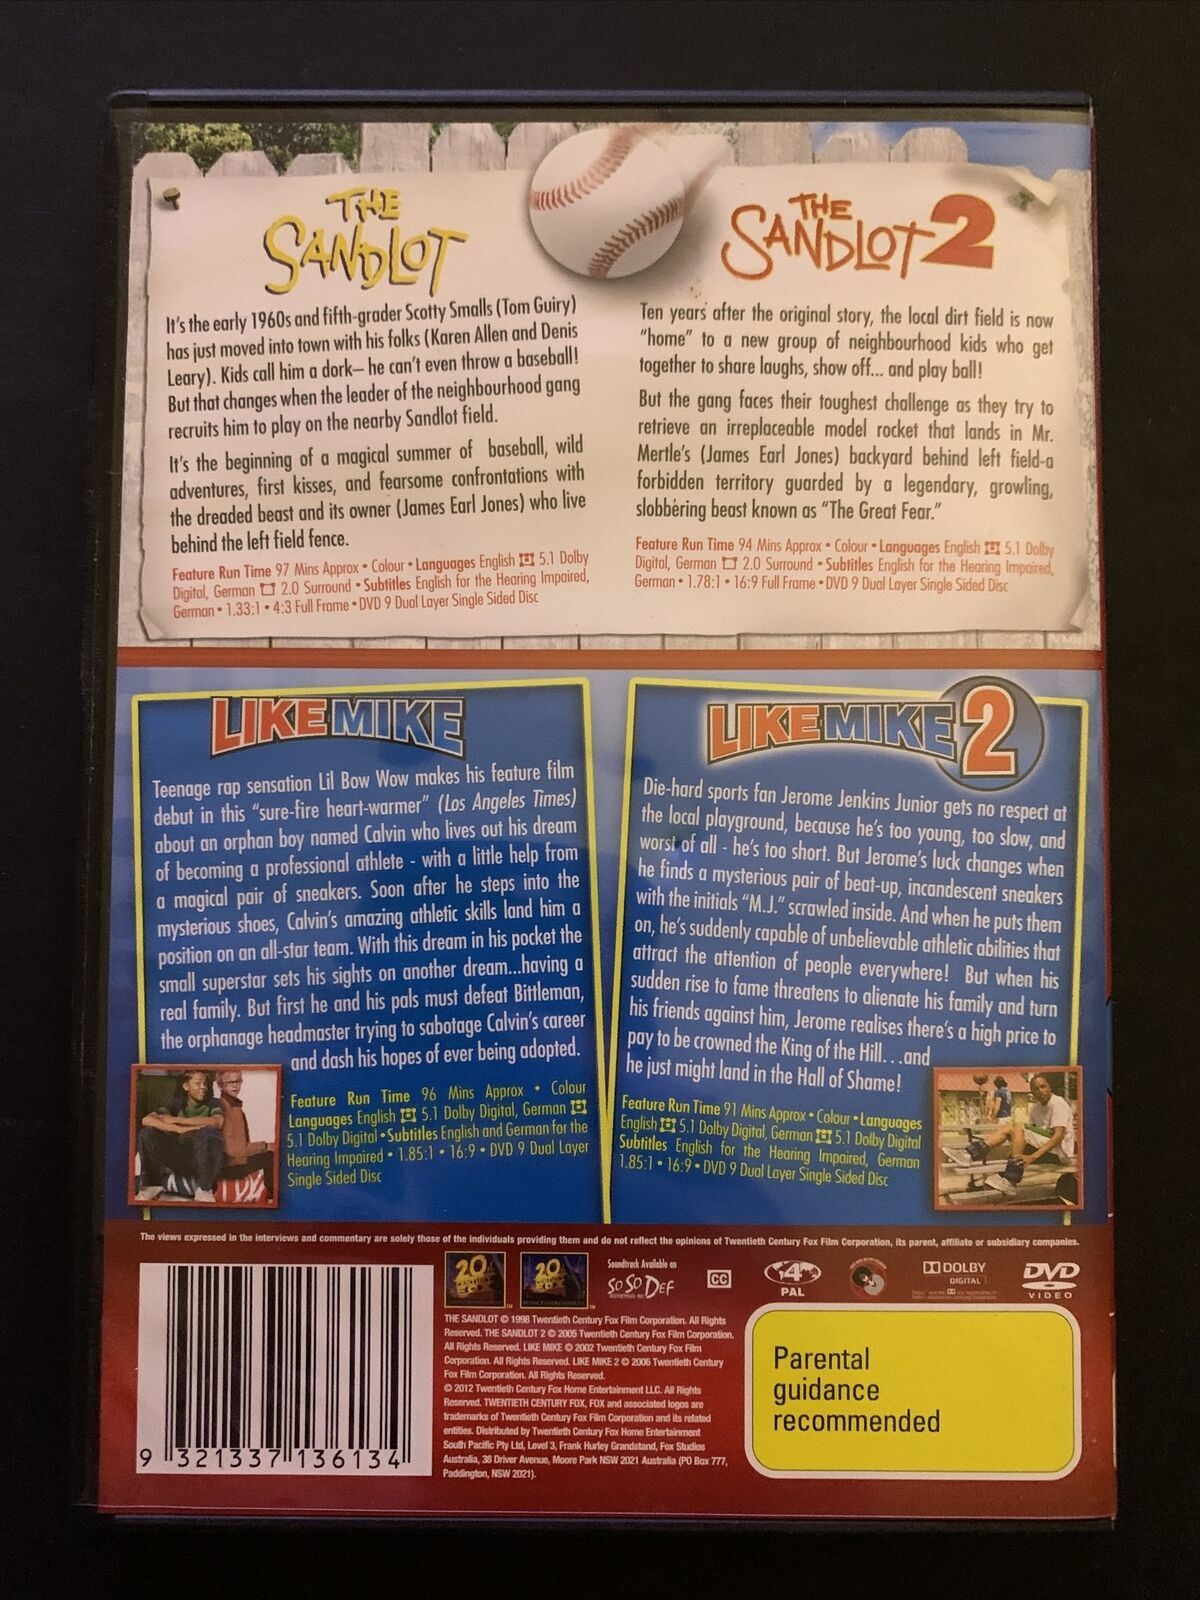 THE
SANDLOT
It's the early 1960s and fifth-grader Scotty Smalls (Tom Guiry)
has just moved into town with his folks (Karen Allen and Denis
Leary). Kids call him a dork– he can't even throw a baseball!
But that changes when the leader of the neighbourhood gang
recruits him to play on the nearby Sandlot field.
It's the beginning of a magical summer of baseball, wild
adventures, first kisses, and fearsome confrontations with
the dreaded beast and its owner (James Earl Jones) who live
behind the left field fence.
Feature Run Time 97 Mins Approx • Colour • Languages English 5.1 Dolby
Digital, German 2.0 Surround • Subtitles English for the Hearing Impaired,
German • 1.33:1 • 4:3 Full Frame • DVD 9 Dual Layer Single Sided Disc
THE
SANDLOT 2
Ten years after the original story, the local dirt field is now
"home" to a new group of neighbourhood kids who get
together to share laughs, show off... and play ball!
But the gang faces their toughest challenge as they try to
retrieve an irreplaceable model rocket that lands in Mr.
Mertle's (James Earl Jones) backyard behind left field-a
forbidden territory guarded by a legendary, growling,
slobbering beast known as "The Great Fear."
Feature Run Time 94 Mins Approx • Colour • Languages English 5.1 Dolby
Digital, German 2.0 Surround • Subtitles English for the Hearing Impaired,
German • 1.78:1 • 16:9 Full Frame • DVD 9 Dual Layer Single Sided Disc
LIKE MIKE
Teenage rap sensation Lil Bow Wow makes his feature film
debut in this "sure-fire heart-warmer" (Los Angeles Times)
about an orphan boy named Calvin who lives out his dream
of becoming a professional athlete - with a little help from
a magical pair of sneakers. Soon after he steps into the
mysterious shoes, Calvin's amazing athletic skills land him a
position on an all-star team. With this dream in his pocket the
small superstar sets his sights on another dream...having a
real family. But first he and his pals must defeat Bittleman,
the orphanage headmaster trying to sabotage Calvin's career
and dash his hopes of ever being adopted.
Feature Run Time 96 Mins Approx • Colour
Languages English 5.1 Dolby Digital, German
5.1 Dolby Digital • Subtitles English and German for the
Hearing Impaired • 1.85:1 • 16:9 • DVD 9 Dual Layer
Single Sided Disc
LIKE MIKE 2
Die-hard sports fan Jerome Jenkins Junior gets no respect at
the local playground, because he's too young, too slow, and
worst of all - he's too short. But Jerome's luck changes when
he finds a mysterious pair of beat-up, incandescent sneakers
with the initials "M.J." scrawled inside. And when he puts them
on, he's suddenly capable of unbelievable athletic abilities that
attract the attention of people everywhere! But when his
sudden rise to fame threatens to alienate his family and turn
his friends against him, Jerome realises there's a high price to
pay to be crowned the King of the Hill...and
he just might land in the Hall of Shame!
Feature Run Time 91 Mins Approx • Colour • Languages
English 5.1 Dolby Digital, German 5.1 Dolby Digital
Subtitles English for the Hearing Impaired, German
1.85:1 • 16:9 • DVD 9 Dual Layer Single Sided Disc
The views expressed in the interviews and commentary are solely those of the individuals providing them and do not reflect the opinions of Twentieth Century Fox Film Corporation, its parent, affiliate or subsidiary companies.
9 321337 136134
20 CENTURY FOX
20 CENTURY FOX
HOME ENTERTAINMENT
Soundtrack Available on
SO SO DEF
CC
4
PAL
DOLBY
DIGITAL
DVD
VIDEO
THE SANDLOT © 1998 Twentieth Century Fox Film Corporation. All Rights
Reserved. THE SANDLOT 2 © 2005 Twentieth Century Fox Film Corporation.
All Rights Reserved. LIKE MIKE © 2002 Twentieth Century Fox Film
Corporation. All Rights Reserved. LIKE MIKE 2 © 2006 Twentieth Century
Fox Film Corporation. All Rights Reserved.
© 2012 Twentieth Century Fox Home Entertainment LLC. All Rights
Reserved. TWENTIETH CENTURY FOX, FOX and associated logos are
trademarks of Twentieth Century Fox Film Corporation and its related
entities. Distributed by Twentieth Century Fox Home Entertainment
South Pacific Pty Ltd, Level 3, Frank Hurley Grandstand, Fox Studios
Australia, 38 Driver Avenue, Moore Park NSW 2021 Australia (PO Box 777,
Paddington, NSW 2021).
Parental
guidance
recommended